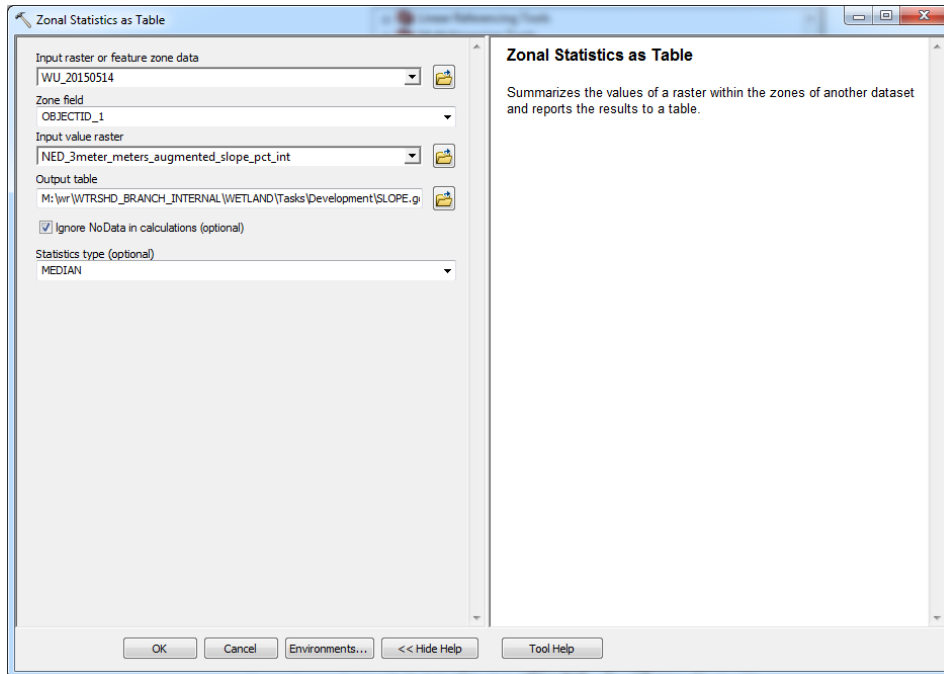 Zonal Statistics as Table
Linear Referencing Tools
Input raster or feature zone data
WU_20150514
Zone field
OBJECTID_1
Input value raster
NED_3meter_meters_augmented_slope_pct_int
Output table
M:\wr\WTRSHD_BRANCH_INTERNAL\WETLAND\Tasks\Development\SLOPE.g
Ignore NoData in calculations (optional)
Statistics type (optional)
MEDIAN
Zonal Statistics as Table
Summarizes the values of a raster within the zones of another dataset
and reports the results to a table.
OK
Cancel
Environments...
<< Hide Help
Tool Help